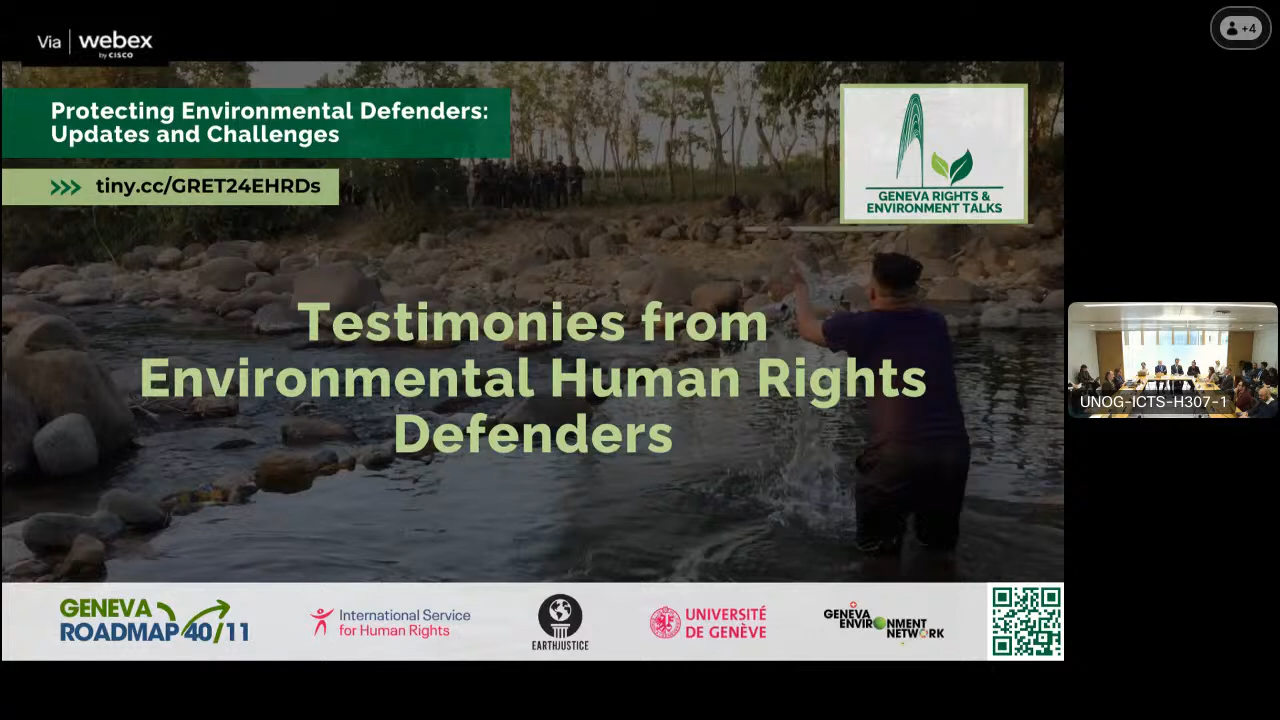 Via webex
by CISCO
+4
Protecting Environmental Defenders:
Updates and Challenges
>>> tiny.cc/GRET24EHRDs
GENEVA RIGHTS &
ENVIRONMENT TALKS
Testimonies from
Environmental Human Rights
Defenders
UNOG-ICTS-H307-1
GENEVA
ROADMAP 40/11
International Service
for Human Rights
EARTHJUSTICE
UNIVERSITÉ
DE GENÈVE
GENEVA
ENVIRONMENT
NETWORK